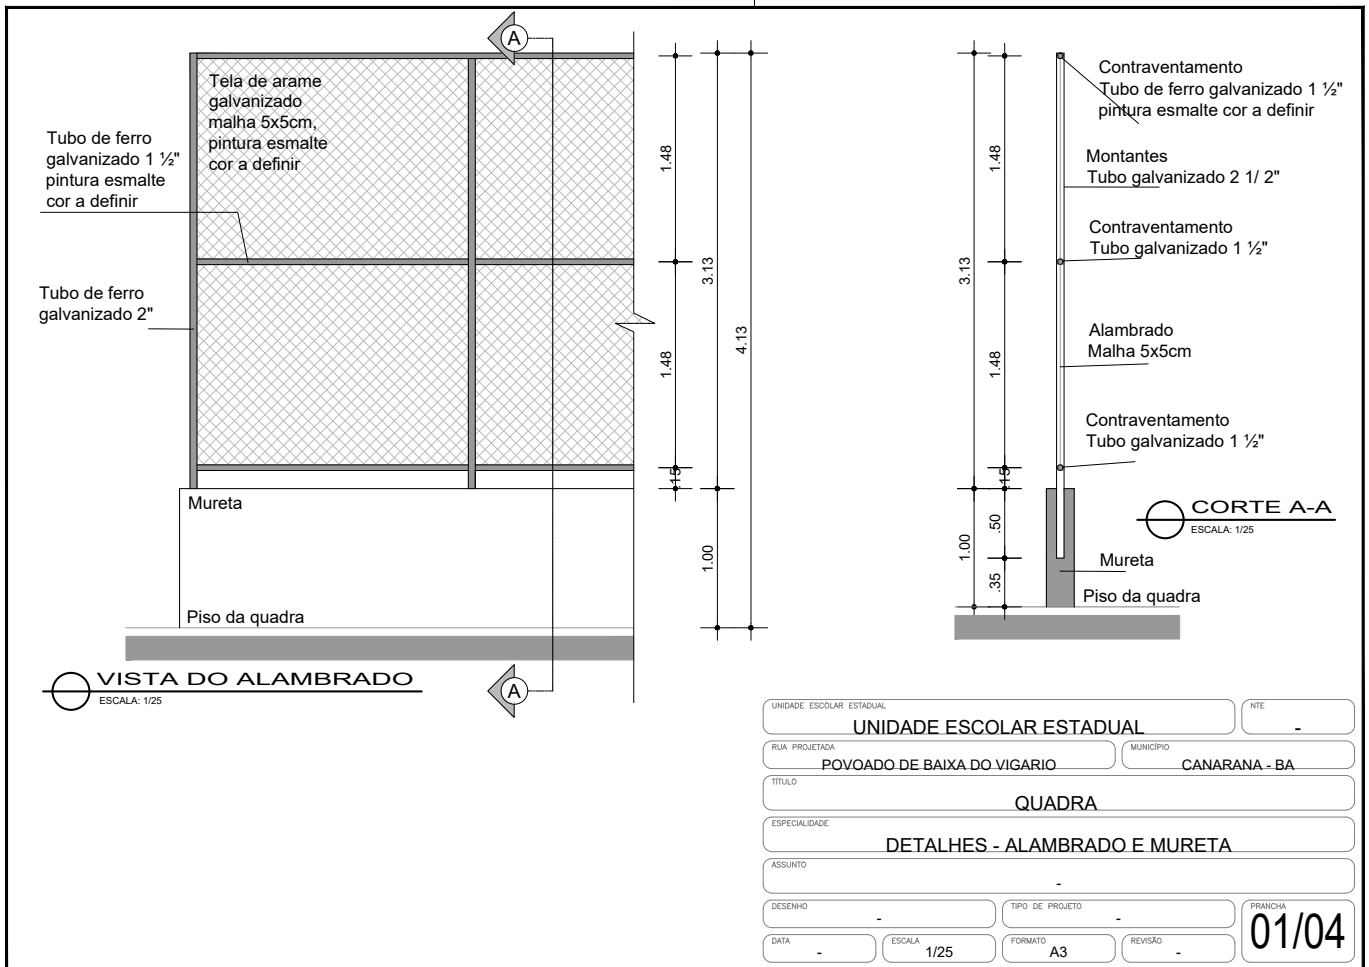 A
Tela de arame
galvanizado
malha 5x5cm,
pintura esmalte
cor a definir
Tubo de ferro
galvanizado 1 ½"
pintura esmalte
cor a definir
Tubo de ferro
galvanizado 2"
1.48
1.48
.15
3.13
1.00
4.13
Mureta
Piso da quadra
VISTA DO ALAMBRADO
ESCALA: 1/25
A
3.13
1.00
1.48
1.48
.15
.50
.35
Contraventamento
Tubo de ferro galvanizado 1 ½"
pintura esmalte cor a definir
Montantes
Tubo galvanizado 2 1/ 2"
Contraventamento
Tubo galvanizado 1 ½"
Alambrado
Malha 5x5cm
Contraventamento
Tubo galvanizado 1 ½"
CORTE A-A
ESCALA: 1/25
Mureta
Piso da quadra
UNIDADE ESCOLAR ESTADUAL
UNIDADE ESCOLAR ESTADUAL
NTE
-
RUA PROJETADA
POVOADO DE BAIXA DO VIGARIO
MUNICÍPIO
CANARANA - BA
TÍTULO
QUADRA
ESPECIALIDADE
DETALHES - ALAMBRADO E MURETA
ASSUNTO
-
DESENHO
-
TIPO DE PROJETO
-
PRANCHA
01/04
DATA
-
ESCALA
1/25
FORMATO
A3
REVISÃO
-